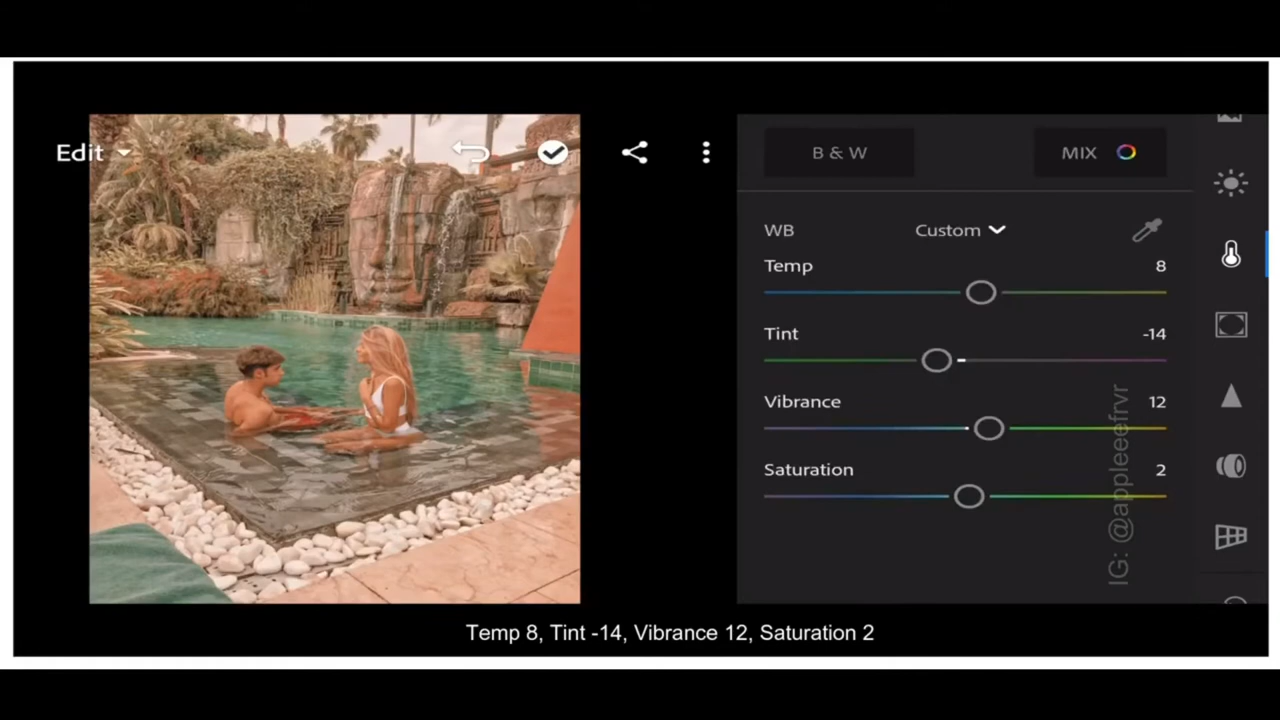 Edit
B & W
MIX
WB
Custom
Temp
8
Tint
-14
Vibrance
12
Saturation
2
IG: @appleeefrvr
Temp 8, Tint -14, Vibrance 12, Saturation 2